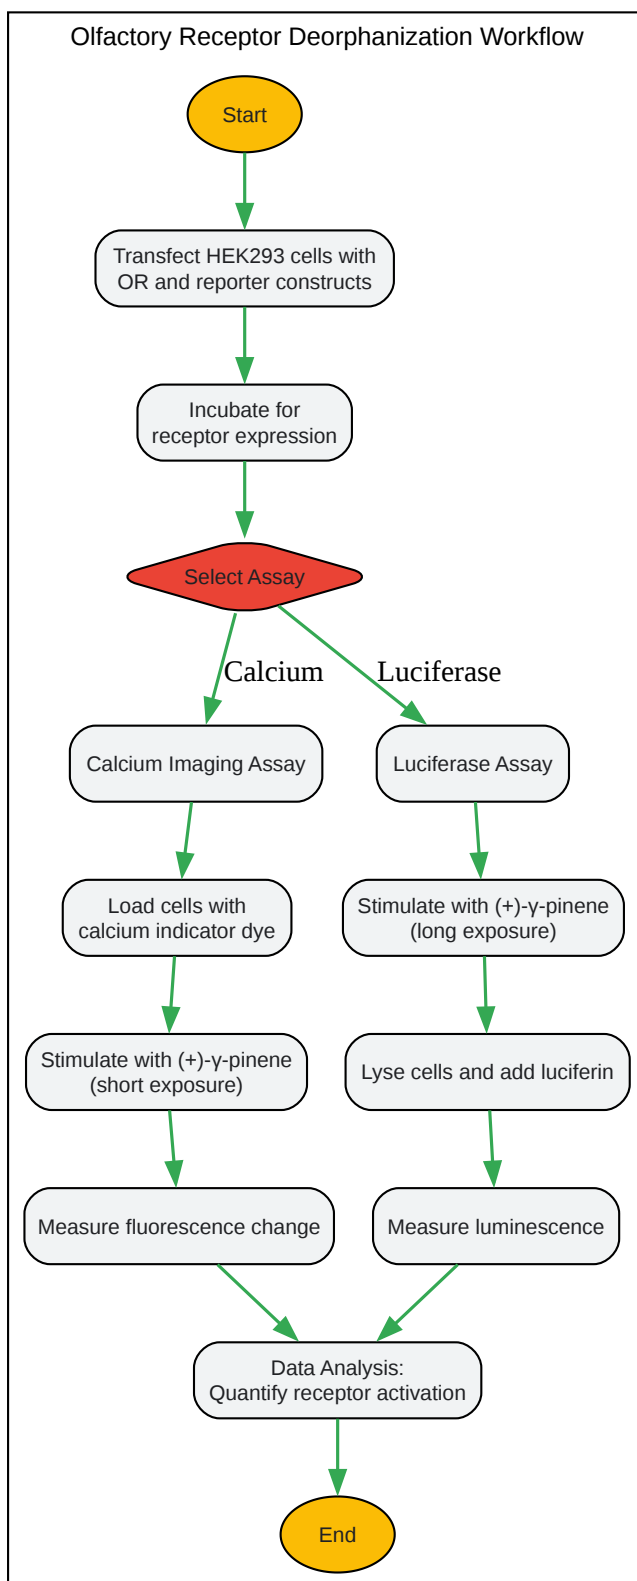 Olfactory Receptor Deorphanization Workflow
Start
Transfect HEK293 cells with
OR and reporter constructs
Incubate for
receptor expression
Select Assay
Calcium
Luciferase
Calcium Imaging Assay
Luciferase Assay
Load cells with
calcium indicator dye
Stimulate with (+)-γ-pinene
(long exposure)
Stimulate with (+)-γ-pinene
(short exposure)
Lyse cells and add luciferin
Measure fluorescence change
Measure luminescence
Data Analysis:
Quantify receptor activation
End